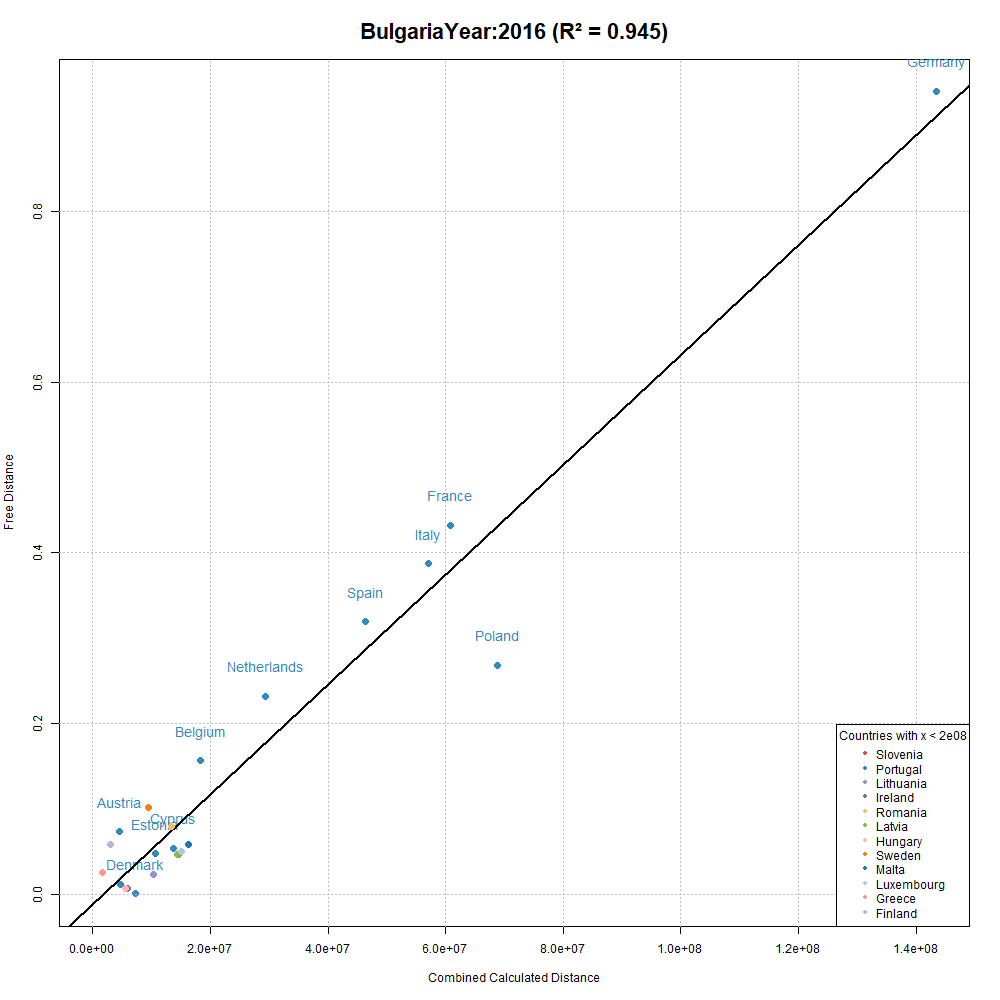 BulgariaYear:2016 (R² = 0.945)
Germany
0.8
0.6
France
Italy
0.4
Spain
Poland
Netherlands
Belgium
0.2
Austria
Cyprus
Estonia
Denmark
0.0
Free Distance
Countries with x < 2e08
Slovenia
Portugal
Lithuania
Ireland
Romania
Latvia
Hungary
Sweden
Malta
Luxembourg
Greece
Finland
0.0e+00 2.0e+07 4.0e+07 6.0e+07 8.0e+07 1.0e+08 1.2e+08 1.4e+08
Combined Calculated Distance